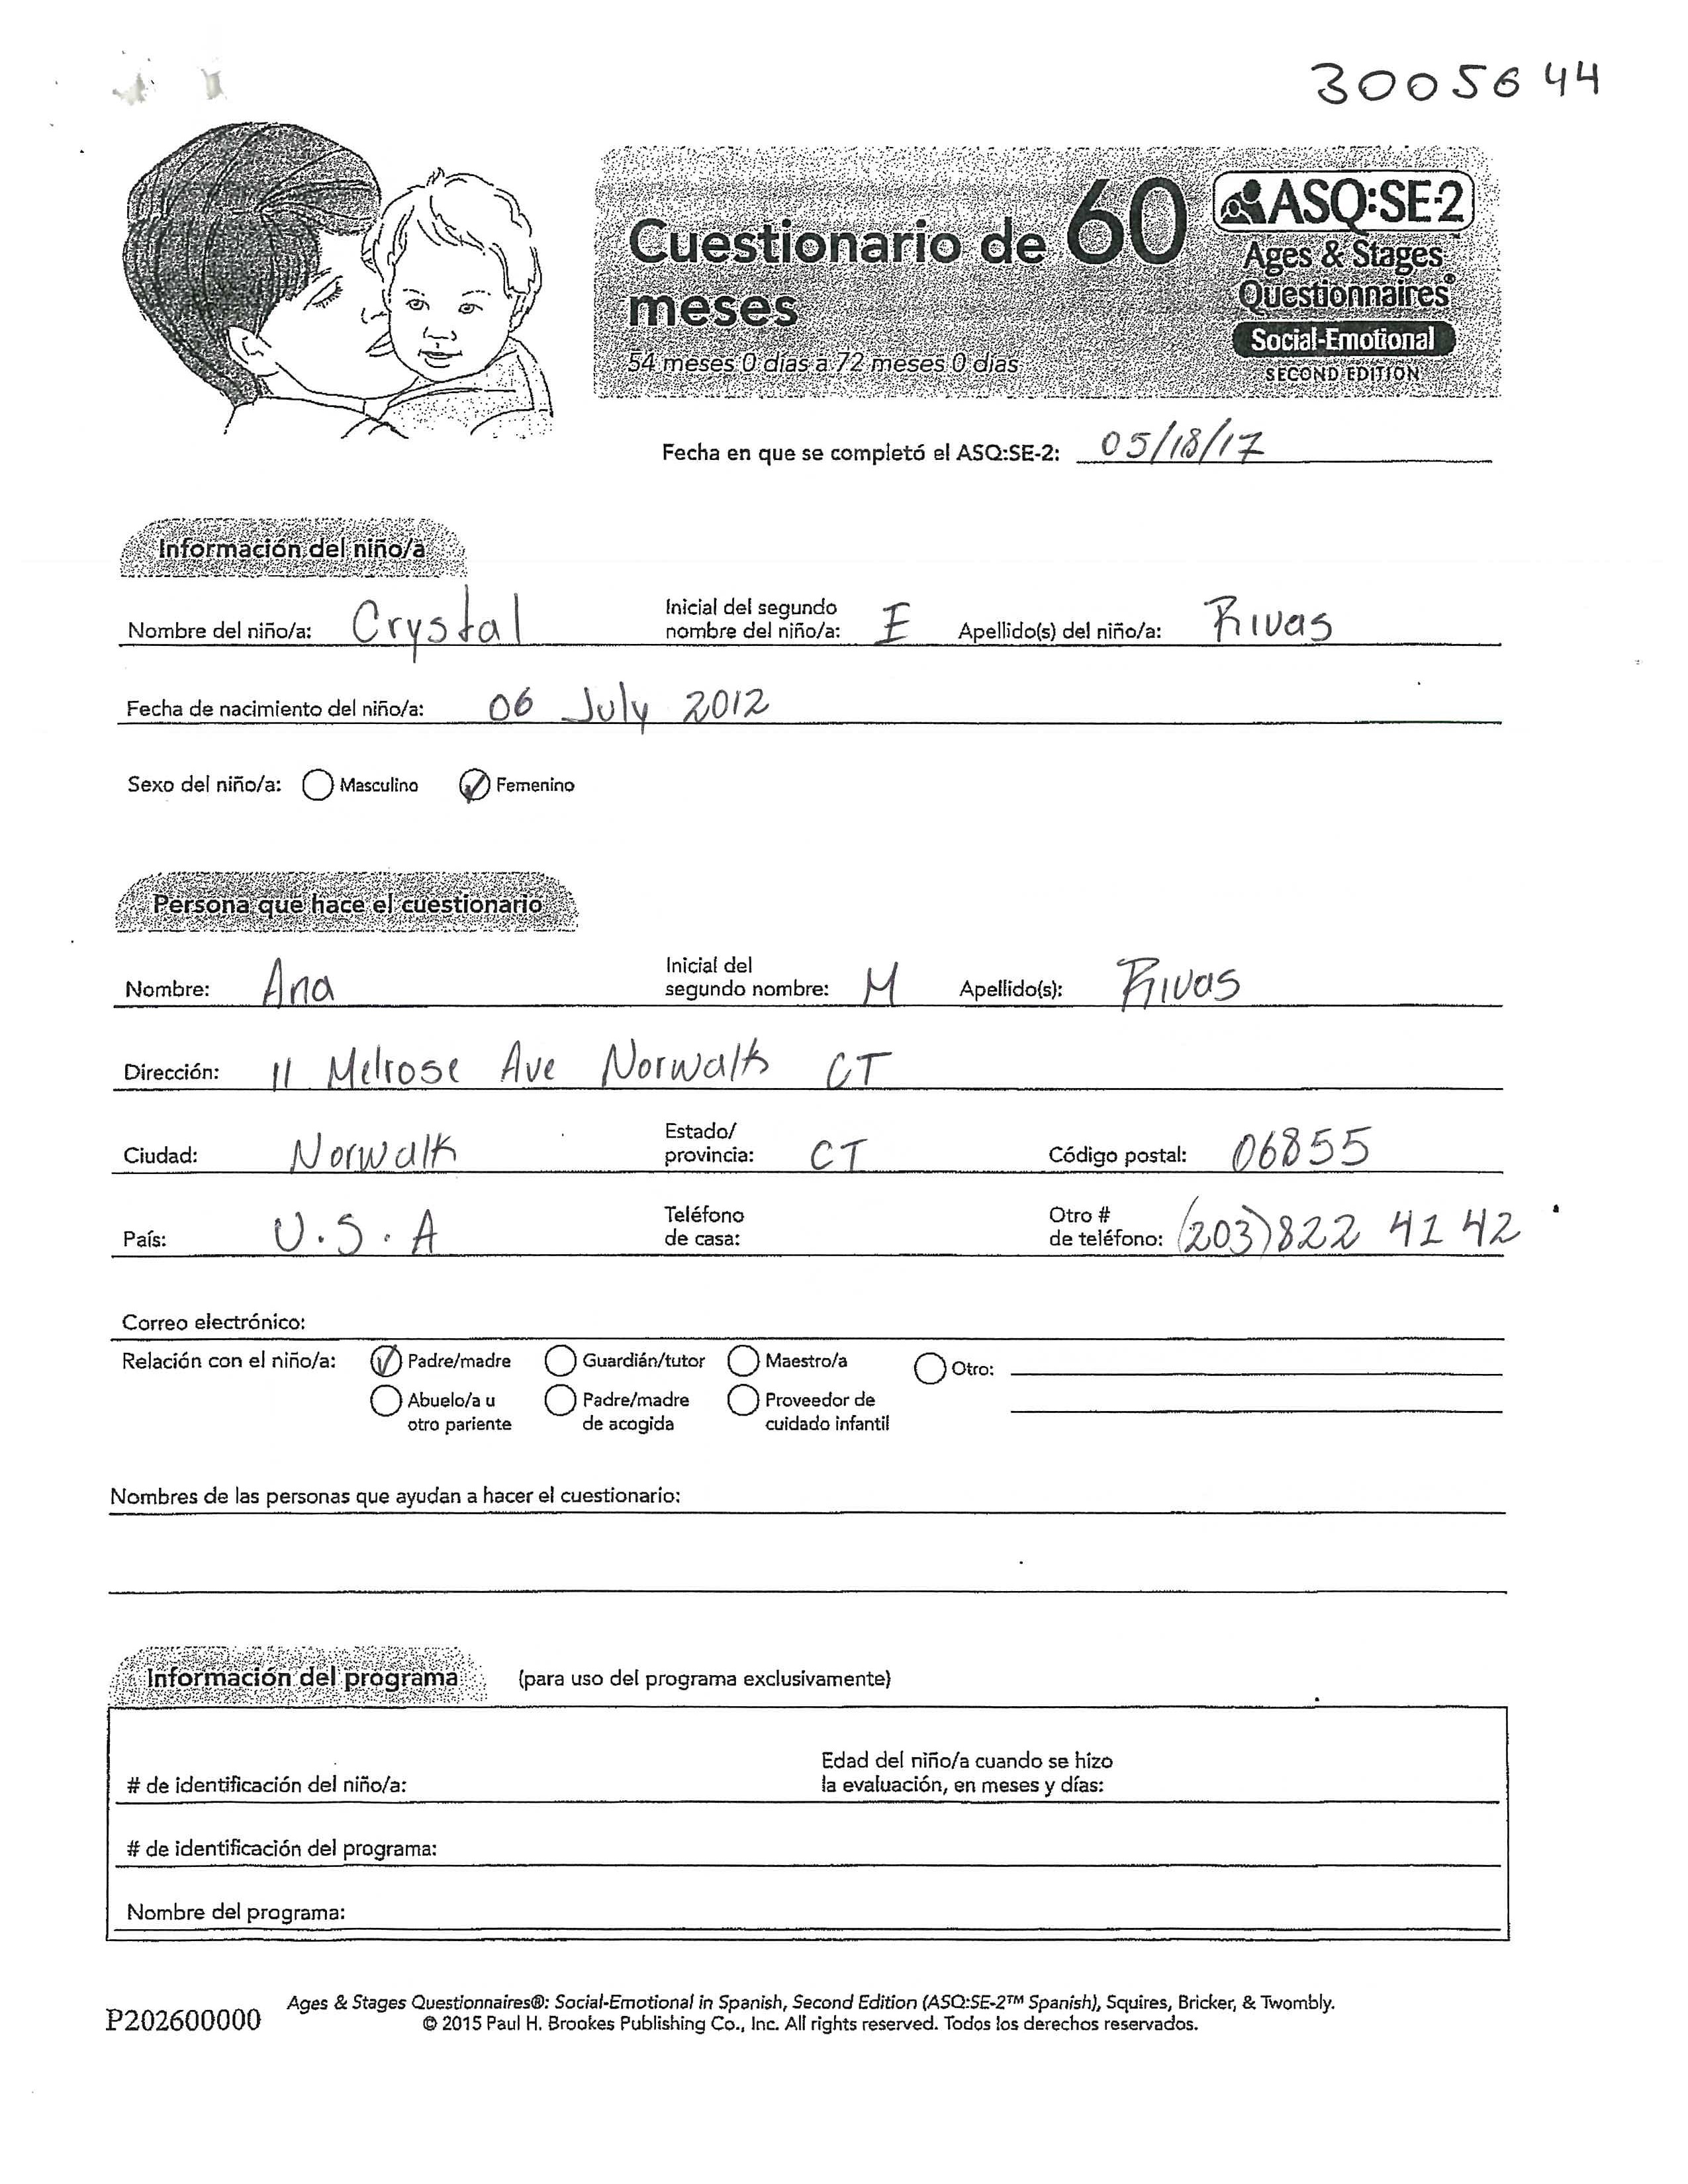 3005644
Cuestionario de 60
meses
54 meses 0 días a 72 meses 0 días
ASQ:SE-2
Ages & Stages
Questionnaires®
Social-Emotional
SECOND EDITION
Fecha en que se completó el ASQ:SE-2: 05/18/17
Información del niño/a
Nombre del niño/a: Crystal Inicial del segundo nombre del niño/a: E Apellido(s) del niño/a: Rivas
Fecha de nacimiento del niño/a: 06 July 2012
Sexo del niño/a: Masculino Femenino
Persona que hace el cuestionario
Nombre: Ana Inicial del segundo nombre: M Apellido(s): Rivas
Dirección: 11 Melrose Ave Norwalk CT
Ciudad: Norwalk Estado/provincia: CT Código postal: 06855
País: U.S.A Teléfono de casa: Otro # de teléfono: (203) 822 41 42
Correo electrónico:
Relación con el niño/a: Padre/madre Guardián/tutor Maestro/a Otro:
Abuelo/a u otro pariente Padre/madre de acogida Proveedor de cuidado infantil
Nombres de las personas que ayudan a hacer el cuestionario:
Información del programa (para uso del programa exclusivamente)
# de identificación del niño/a: Edad del niño/a cuando se hizo la evaluación, en meses y días:
# de identificación del programa:
Nombre del programa:
P202600000
Ages & Stages Questionnaires®: Social-Emotional in Spanish, Second Edition (ASQ:SE-2™ Spanish), Squires, Bricker, & Twombly.
© 2015 Paul H. Brookes Publishing Co., Inc. All rights reserved. Todos los derechos reservados.